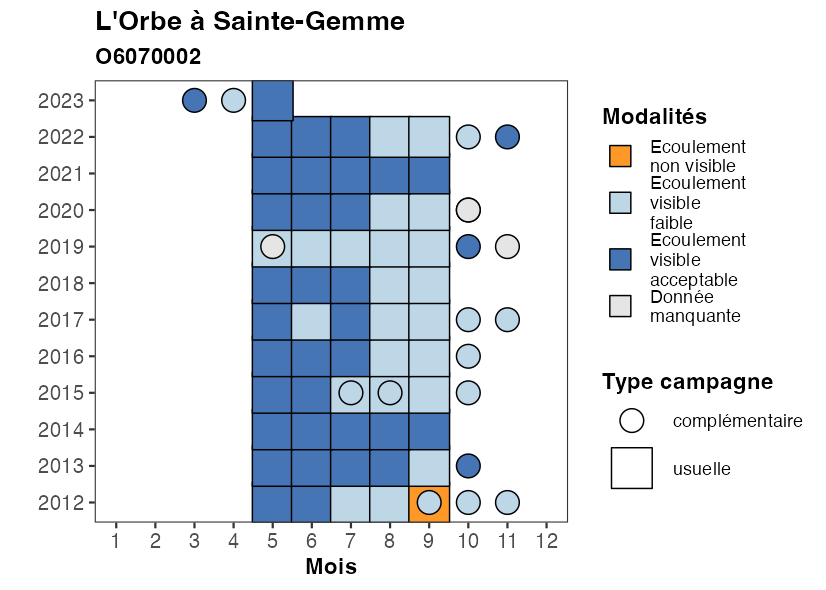 L'Orbe à Sainte-Gemme
O6070002
2023
2022
2021
2020
2019
2018
2017
2016
2015
2014
2013
2012
1 2 3 4 5 6 7 8 9 10 11 12
Mois
Modalités
Ecoulement
non visible
Ecoulement
visible
faible
Ecoulement
visible
acceptable
Donnée
manquante
Type campagne
complémentaire
usuelle